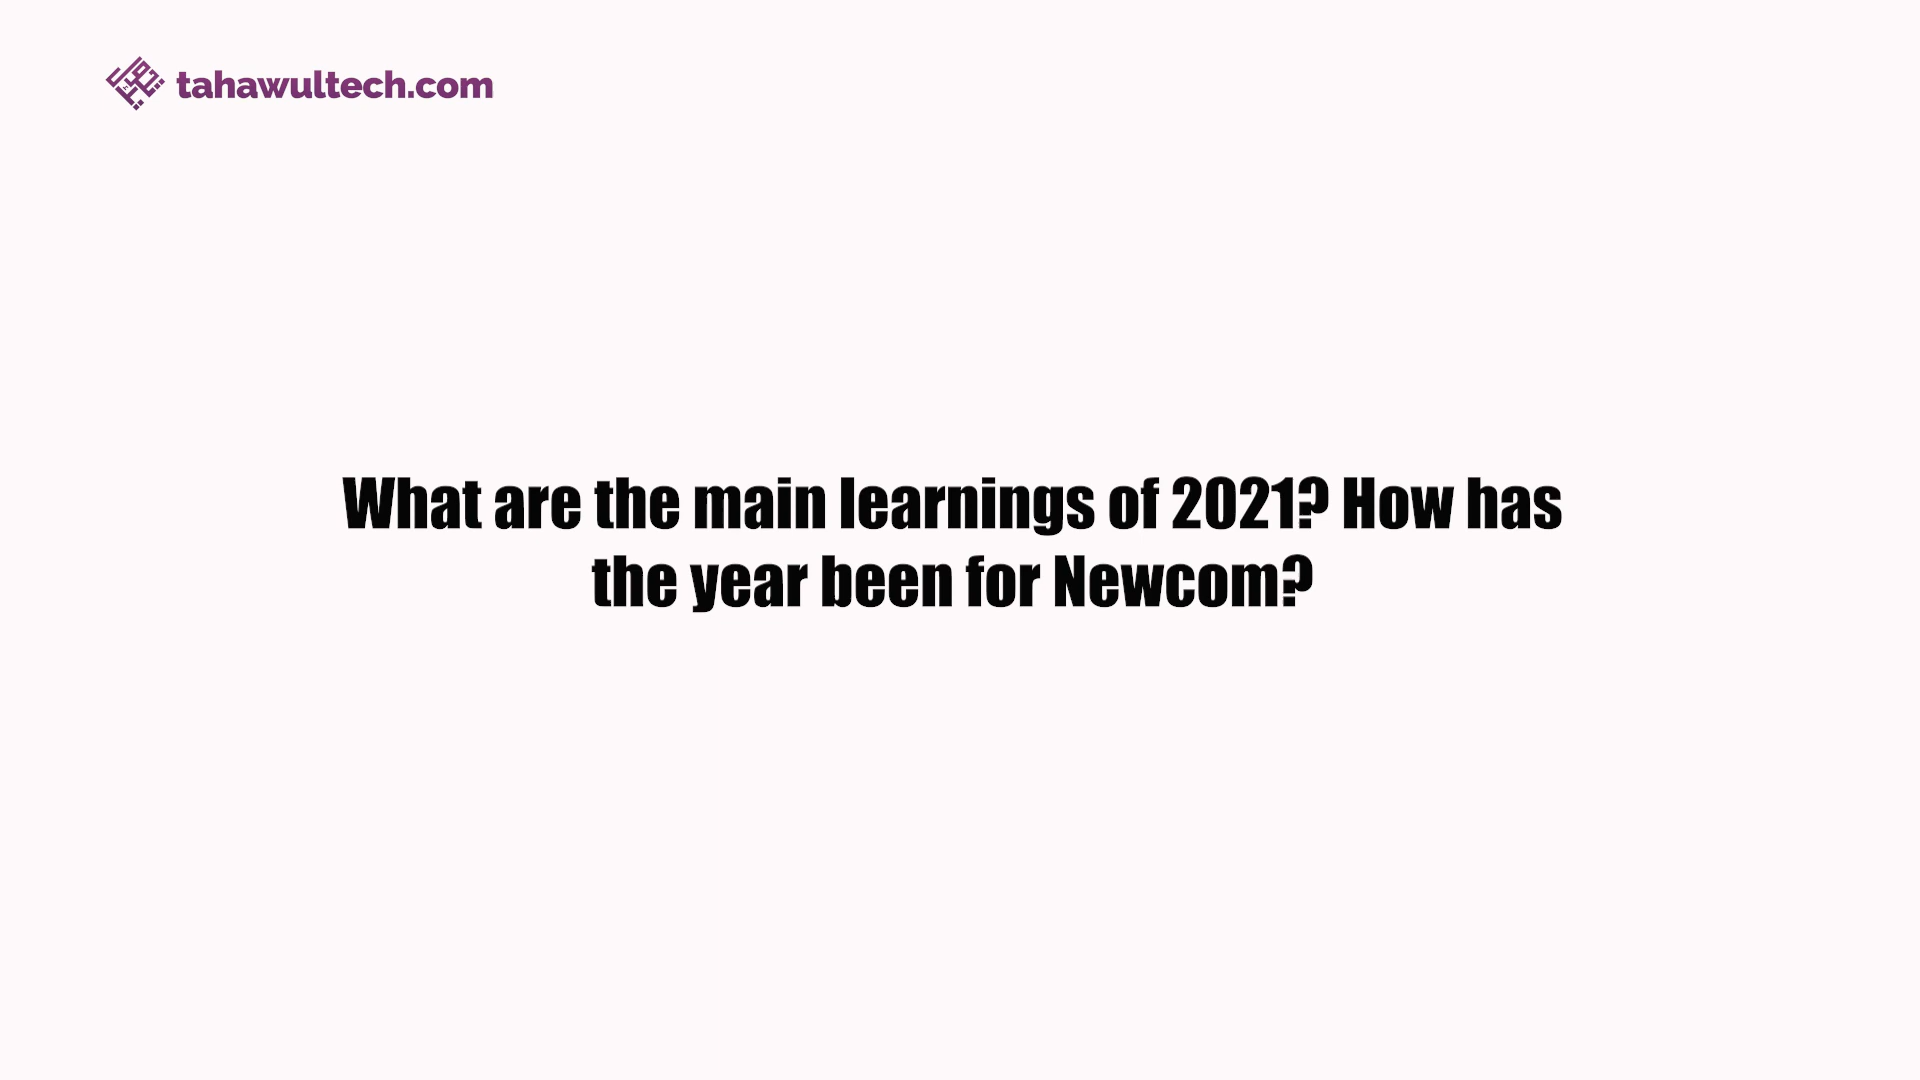 tahawultech.com
What are the main learnings of 2021? How has
the year been for Newcom?